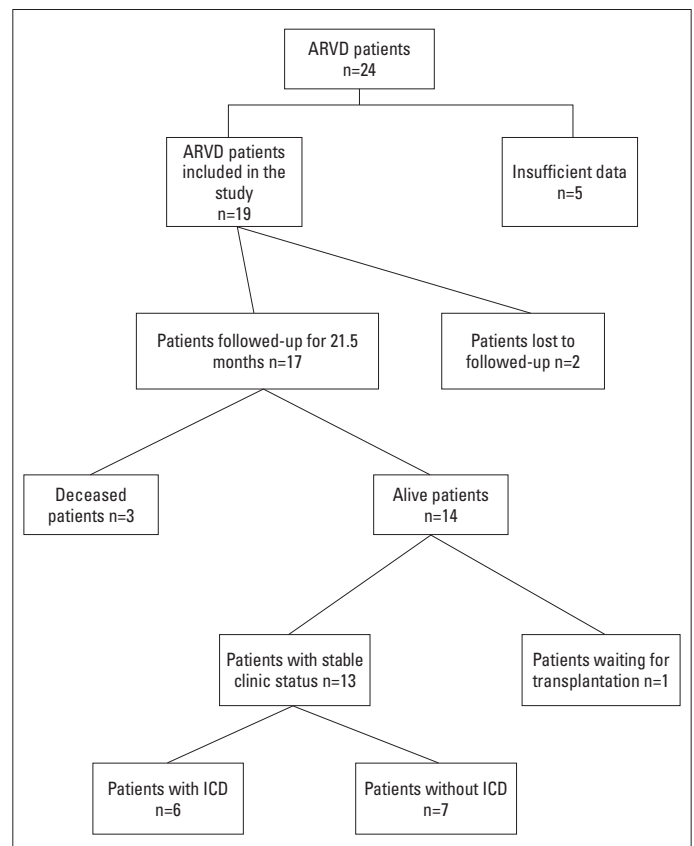 ARVD patients
n=24
ARVD patients
included in the
study
n=19
Insufficient data
n=5
Patients followed-up for 21.5
months n=17
Patients lost to
followed-up n=2
Deceased
patients n=3
Alive patients
n=14
Patients with stable
clinic status n=13
Patients waiting for
transplantation n=1
Patients with ICD
n=6
Patients without ICD
n=7